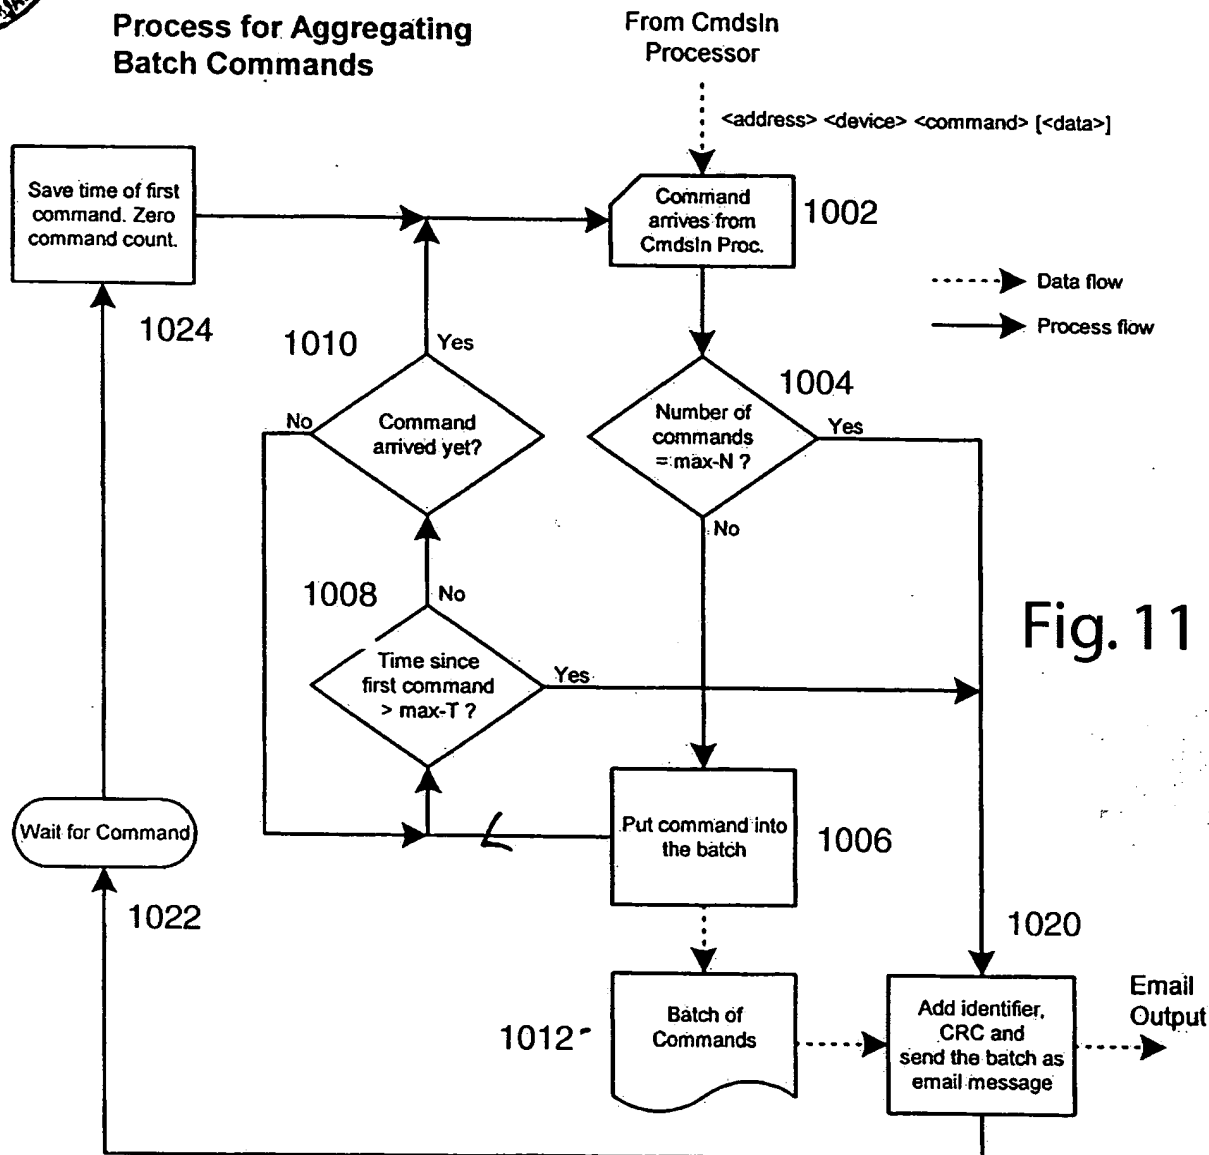 Process for Aggregating
Batch Commands
From CmdsIn
Processor
<address> <device> <command> [<data>]
Save time of first
command. Zero
command count.
1024
Command
arrives from
CmdsIn Proc.
1002
Data flow
Process flow
1010
Yes
No
Command
arrived yet?
1004
Number of
commands
= max-N ?
Yes
No
1008
No
Time since
first command
> max-T ?
Yes
Fig. 11
Wait for Command
1022
Put command into
the batch
1006
1020
1012
Batch of
Commands
Add identifier,
CRC and
send the batch as
email message
Email
Output